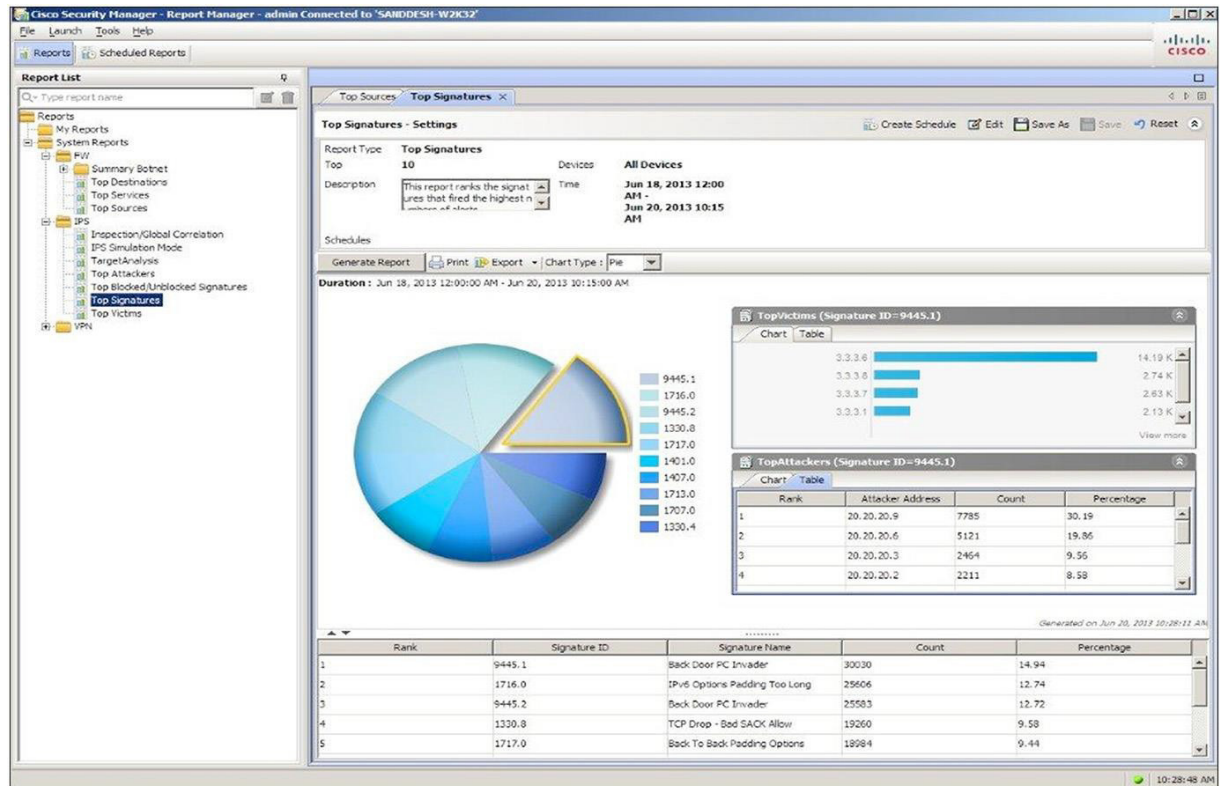 Cisco Security Manager - Report Manager - admin Connected to 'SANDDESH-W2K32'
File Launch Tools Help
Reports Scheduled Reports
CISCO
Report List
Type report name
Reports
My Reports
System Reports
FW
Summary Botnet
Top Destinations
Top Services
Top Sources
IPS
Inspection/Global Correlation
IPS Simulation Mode
TargetAnalysis
Top Attackers
Top Blocked/Unblocked Signatures
Top Signatures
Top Victims
VPN
Top Sources Top Signatures
Top Signatures - Settings
Create Schedule Edit Save As Save Reset
Report Type Top Signatures
Top 10 Devices All Devices
Description This report ranks the signat
ures that fired the highest n
Time Jun 18, 2013 12:00
AM -
Jun 20, 2013 10:15
AM
Schedules
Generate Report Print Export Chart Type : Pie
Duration : Jun 18, 2013 12:00:00 AM - Jun 20, 2013 10:15:00 AM
9445.1
1716.0
9445.2
1330.8
1717.0
1401.0
1407.0
1713.0
1707.0
1330.4
TopVictims (Signature ID=9445.1)
Chart Table
3.3.3.6 14.19 K
3.3.3.8 2.74 K
3.3.3.7 2.63 K
3.3.3.1 2.13 K
View more
TopAttackers (Signature ID=9445.1)
Chart Table
Rank Attacker Address Count Percentage
1 20.20.20.9 7785 30.19
2 20.20.20.6 5121 19.86
3 20.20.20.3 2464 9.56
4 20.20.20.2 2211 8.58
Generated on Jun 20, 2013 10:28:11 AM
Rank Signature ID Signature Name Count Percentage
1 9445.1 Back Door PC Invader 30030 14.94
2 1716.0 IPv6 Options Padding Too Long 25606 12.74
3 9445.2 Back Door PC Invader 25583 12.72
4 1330.8 TCP Drop - Bad SACK Allow 19260 9.58
5 1717.0 Back To Back Padding Options 18984 9.44
10:28:48 AM